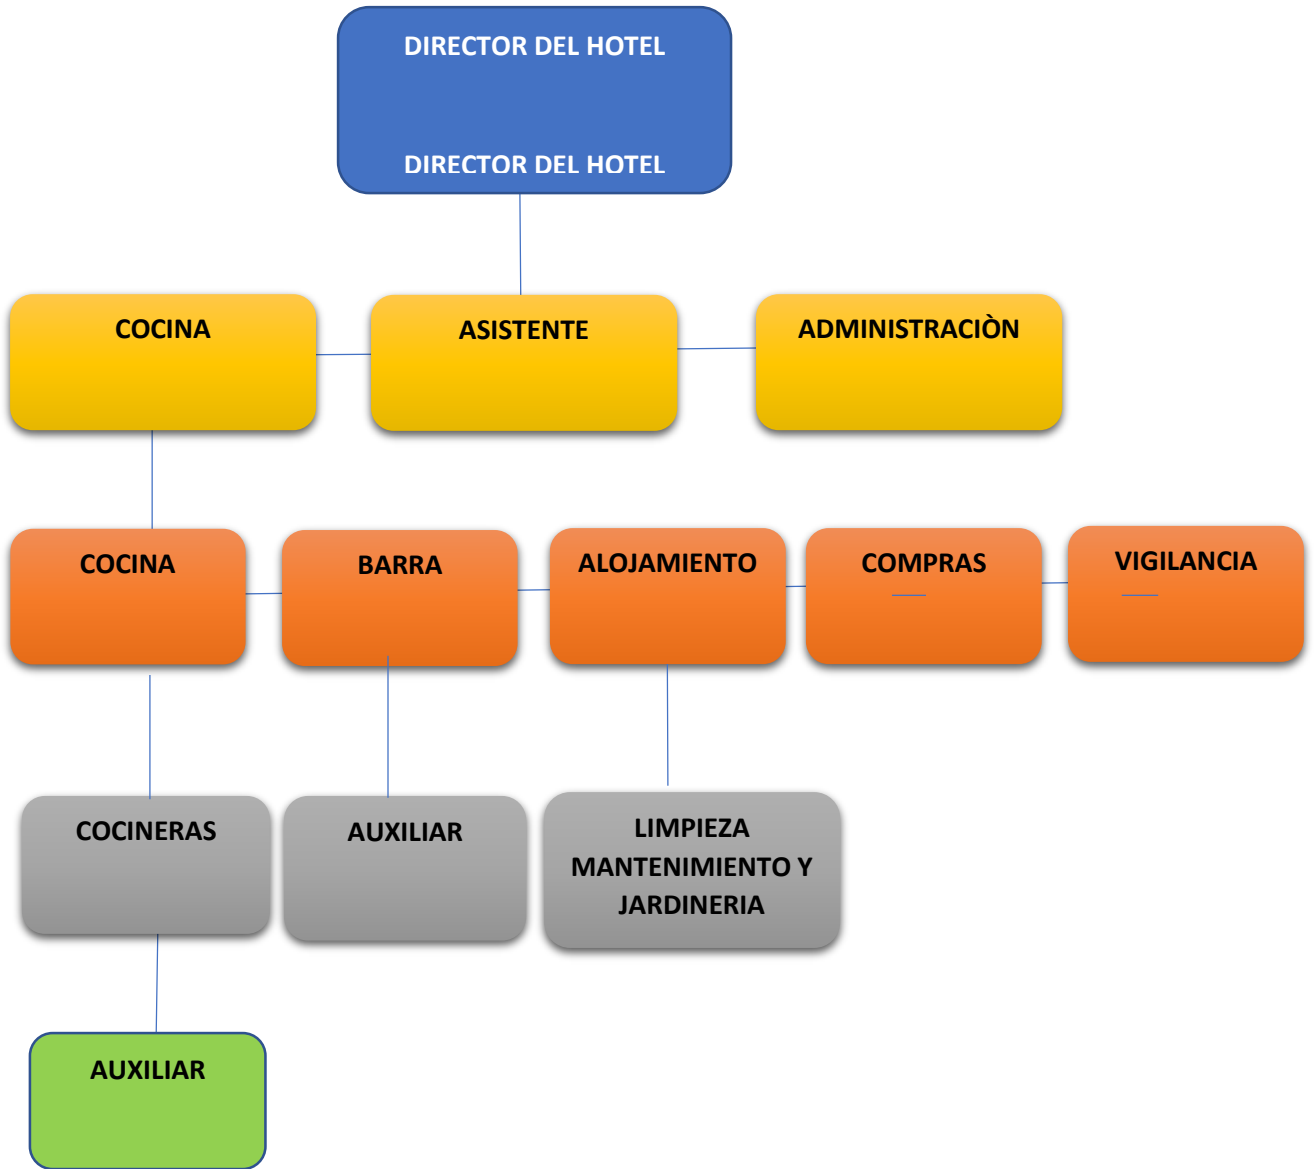 DIRECTOR DEL HOTEL
DIRECTOR DEL HOTEL
COCINA
ASISTENTE
ADMINISTRACIÒN
COCINA
BARRA
ALOJAMIENTO
COMPRAS
VIGILANCIA
COCINERAS
AUXILIAR
LIMPIEZA
MANTENIMIENTO Y
JARDINERIA
AUXILIAR